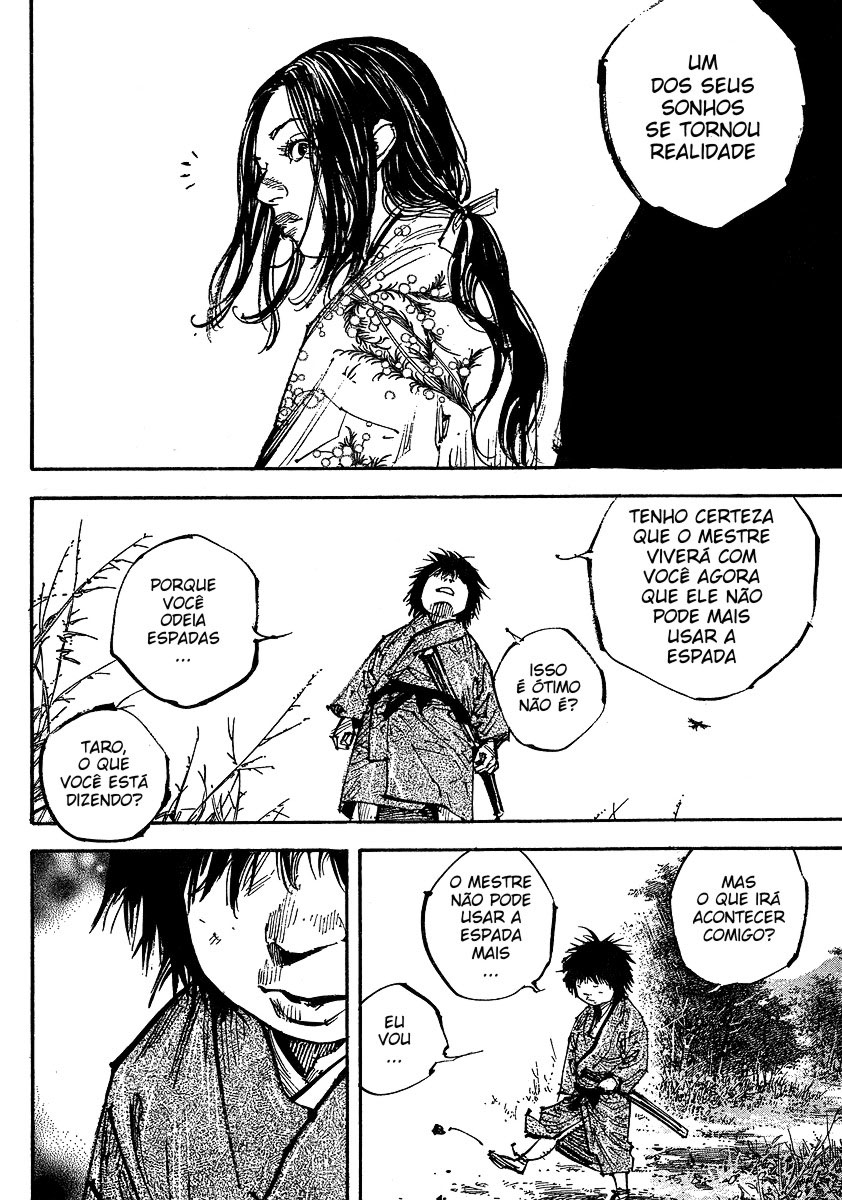 UM
DOS SEUS
SONHOS
SE TORNOU
REALIDADE
TENHO CERTEZA
QUE O MESTRE
VIVERÁ COM
VOCÊ AGORA
QUE ELE NÃO
PODE MAIS
USAR A
ESPADA
ISSO
É ÓTIMO
NÃO É?
PORQUE
VOCÊ
ODEIA
ESPADAS
...
TARO,
O QUE
VOCÊ ESTÁ
DIZENDO?
MAS
O QUE IRÁ
ACONTECER
COMIGO?
O MESTRE
NÃO PODE
USAR A
ESPADA
MAIS
...
EU
VOU
...